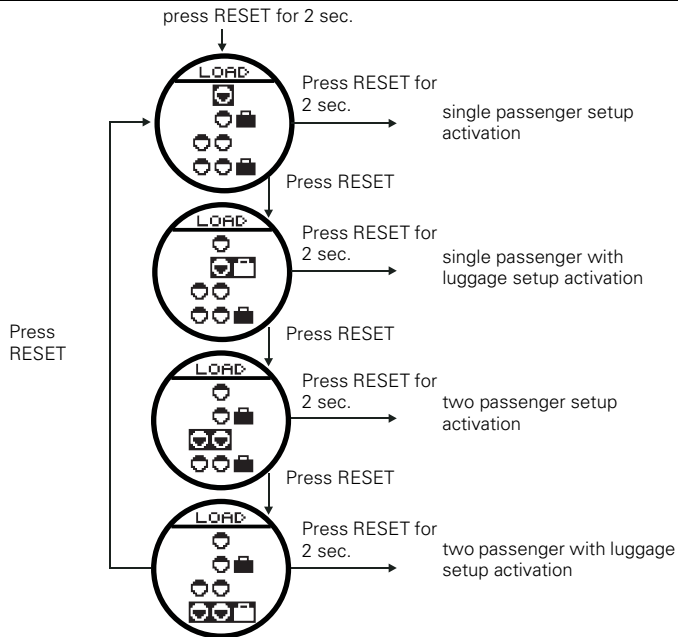 press RESET for 2 sec.
LOAD
Press RESET for
2 sec.
single passenger setup
activation
Press RESET
LOAD
Press RESET for
2 sec.
single passenger with
luggage setup activation
Press
RESET
Press RESET
LOAD
Press RESET for
2 sec.
two passenger setup
activation
Press RESET
LOAD
Press RESET for
2 sec.
two passenger with luggage
setup activation